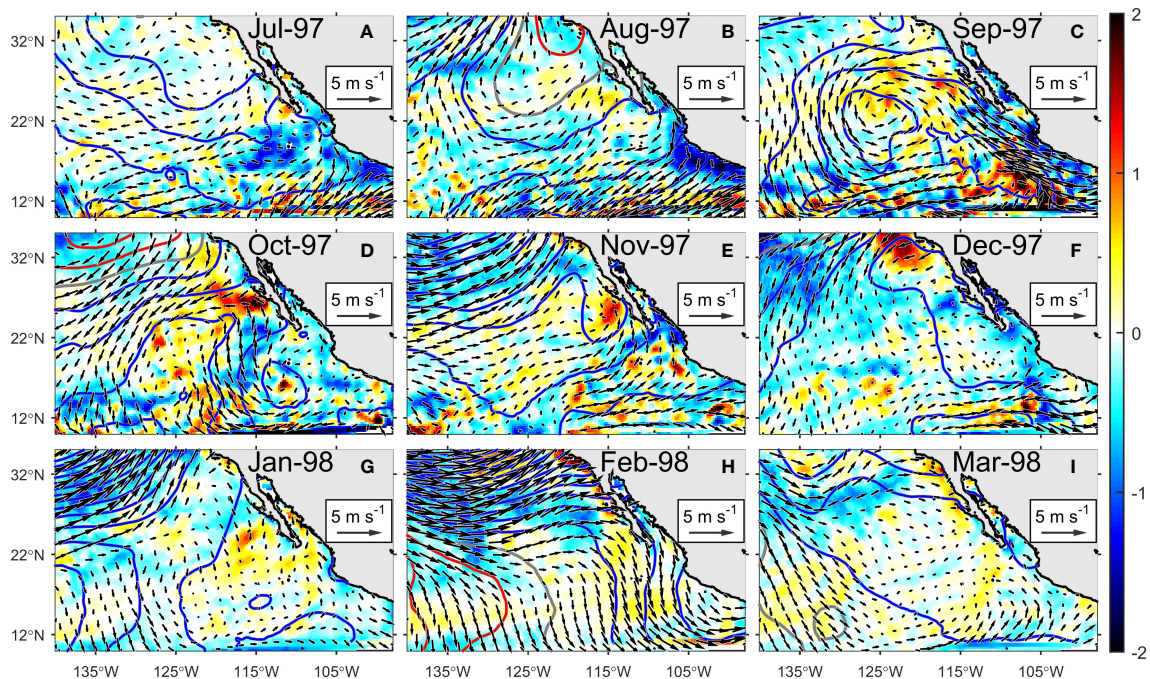 Jul-97 A
5 m s-1
Aug-97 B
5 m s-1
Sep-97 C
5 m s-1
32°N
22°N
12°N
Oct-97 D
5 m s-1
Nov-97 E
5 m s-1
Dec-97 F
5 m s-1
32°N
22°N
12°N
Jan-98 G
5 m s-1
Feb-98 H
5 m s-1
Mar-98 I
5 m s-1
32°N
22°N
12°N
135°W 125°W 115°W 105°W
135°W 125°W 115°W 105°W
135°W 125°W 115°W 105°W
2
1
0
-1
-2